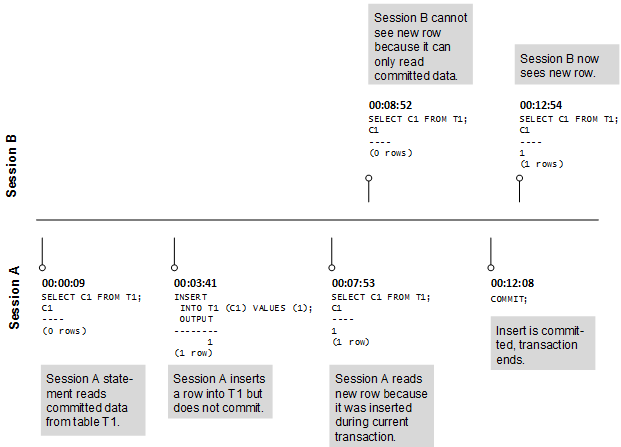 Session B cannot
see new row
because it can
only read
committed data.
Session B now
sees new row.
00:08:52
SELECT C1 FROM T1;
C1
----
(0 rows)
00:12:54
SELECT C1 FROM T1;
C1
----
1
(1 rows)
Session B
Session A
00:00:09
SELECT C1 FROM T1;
C1
----
(0 rows)
00:03:41
INSERT
INTO T1 (C1) VALUES (1);
OUTPUT
--------
1
(1 row)
00:07:53
SELECT C1 FROM T1;
C1
----
1
(1 row)
00:12:08
COMMIT;
Insert is commit-
ted, transaction
ends.
Session A state-
ment reads
committed data
from table T1.
Session A inserts
a row into T1 but
does not commit.
Session A reads
new row because
it was inserted
during current
transaction.